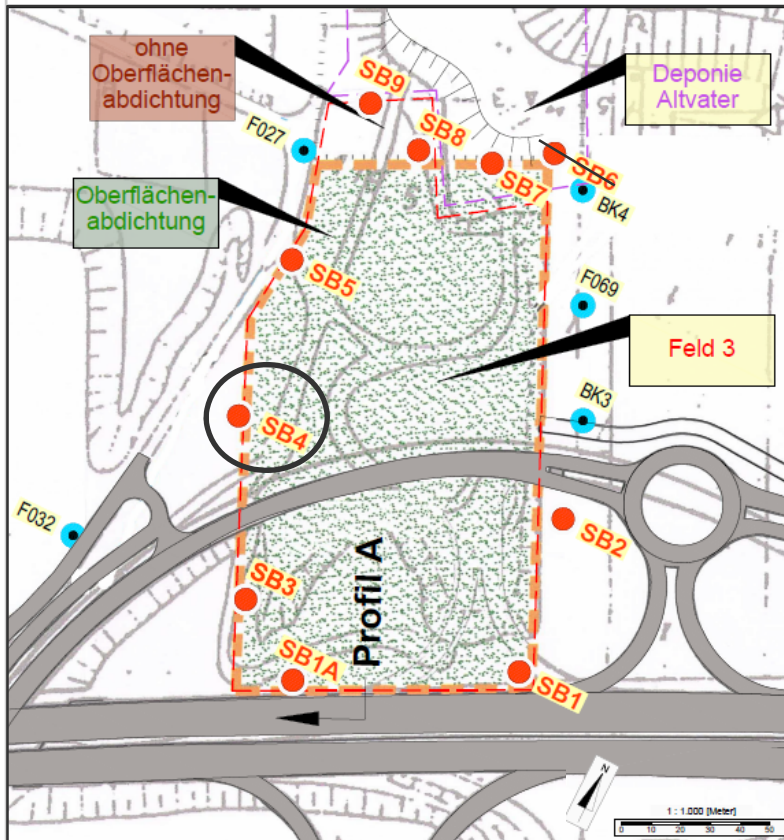 ohne
Oberflächen-
abdichtung
SB9
Deponie
Altvater
F027
SB8
SB7
SB6
BK4
Oberflächen-
abdichtung
SB5
F069
Feld 3
SB4
BK3
F032
SB2
SB3
Profil A
SB1A
SB1
N
1 : 1.000 [Meter]
0 10 20 30 40 50